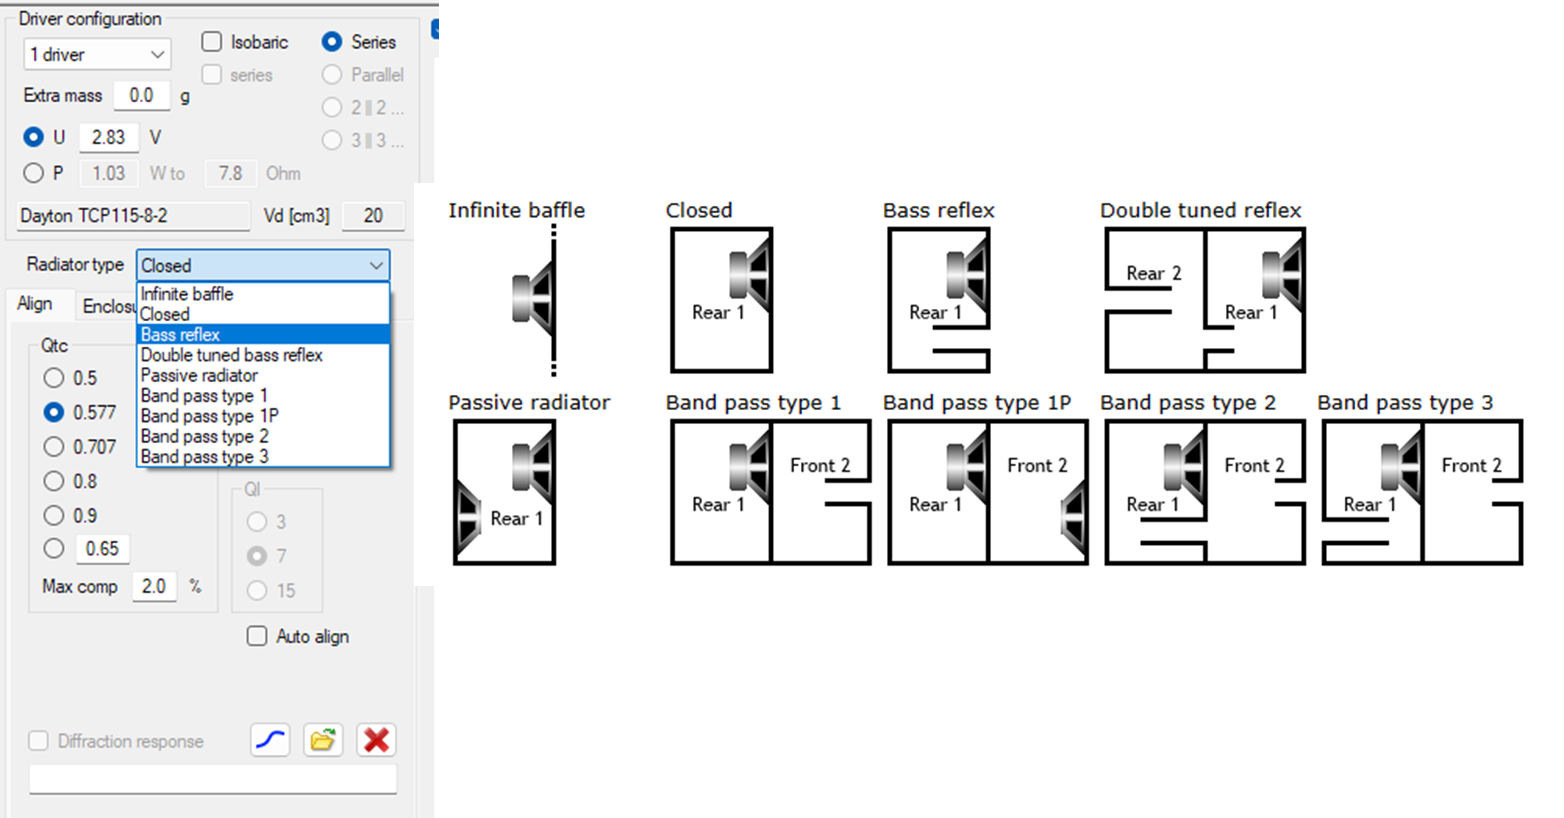 Driver configuration
1 driver
Isobaric
Series
series
Parallel
Extra mass 0.0 g
2 || 2 ...
U 2.83 V
3 || 3 ...
P 1.03 W to 7.8 Ohm
Dayton TCP115-8-2 Vd [cm3] 20
Radiator type Closed
Infinite baffle
Closed
Bass reflex
Double tuned bass reflex
Passive radiator
Band pass type 1
Band pass type 1P
Band pass type 2
Band pass type 3
Align
Qtc
0.5
0.577
0.707
0.8
0.9
0.65
Max comp 2.0 %
Ql
3
7
15
Auto align
Diffraction response
Infinite baffle
Closed
Rear 1
Bass reflex
Rear 1
Double tuned reflex
Rear 2
Rear 1
Passive radiator
Rear 1
Band pass type 1
Front 2
Rear 1
Band pass type 1P
Front 2
Rear 1
Band pass type 2
Front 2
Rear 1
Band pass type 3
Front 2
Rear 1